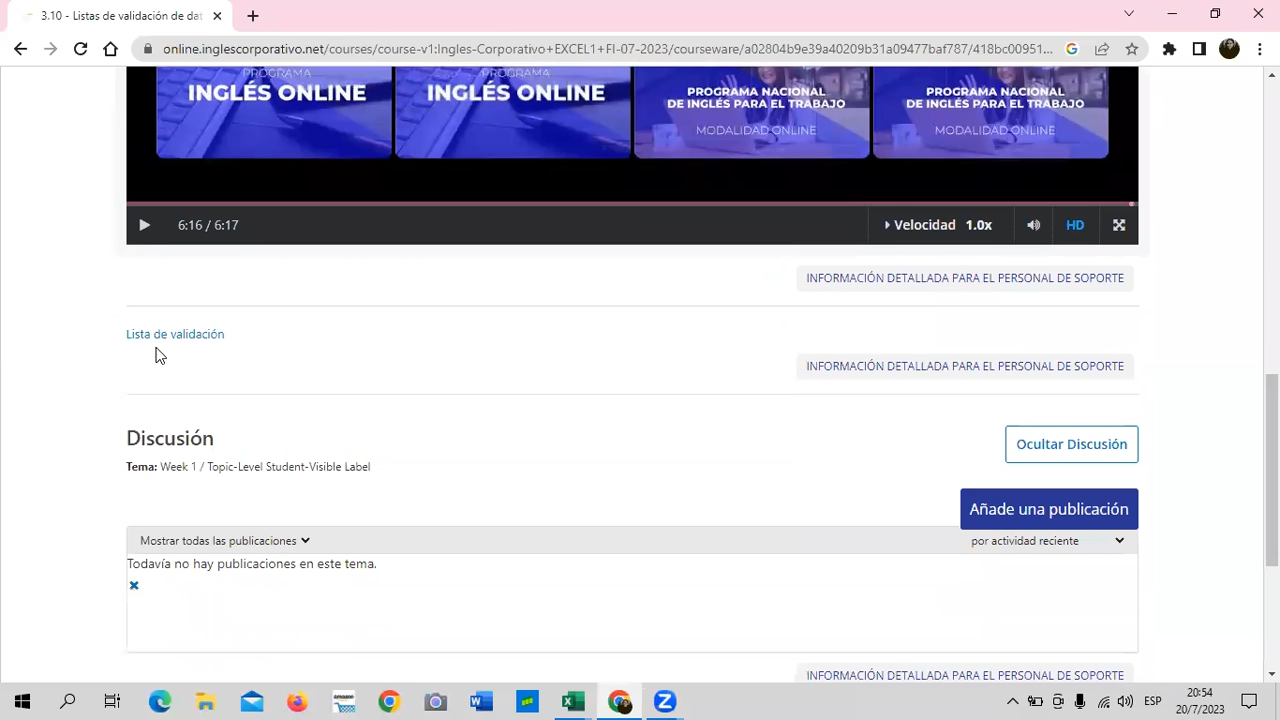 3.10 - Listas de validación de dat
online.inglescorporativo.net/courses/course-v1:Ingles-Corporativo+EXCEL1+FI-07-2023/courseware/a02804b9e39a40209b31a09477baf787/418bc00951...
PROGRAMA PROGRAMA
INGLÉS ONLINE INGLÉS ONLINE PROGRAMA NACIONAL PROGRAMA NACIONAL
DE INGLÉS PARA EL TRABAJO DE INGLÉS PARA EL TRABAJO
MODALIDAD ONLINE MODALIDAD ONLINE
6:16 / 6:17 Velocidad 1.0x HD
INFORMACIÓN DETALLADA PARA EL PERSONAL DE SOPORTE
Lista de validación
INFORMACIÓN DETALLADA PARA EL PERSONAL DE SOPORTE
Discusión
Ocultar Discusión
Tema: Week 1 / Topic-Level Student-Visible Label
Añade una publicación
Mostrar todas las publicaciones por actividad reciente
Todavía no hay publicaciones en este tema.
INFORMACIÓN DETALLADA PARA EL PERSONAL DE SOPORTE
ESP
20:54
20/7/2023